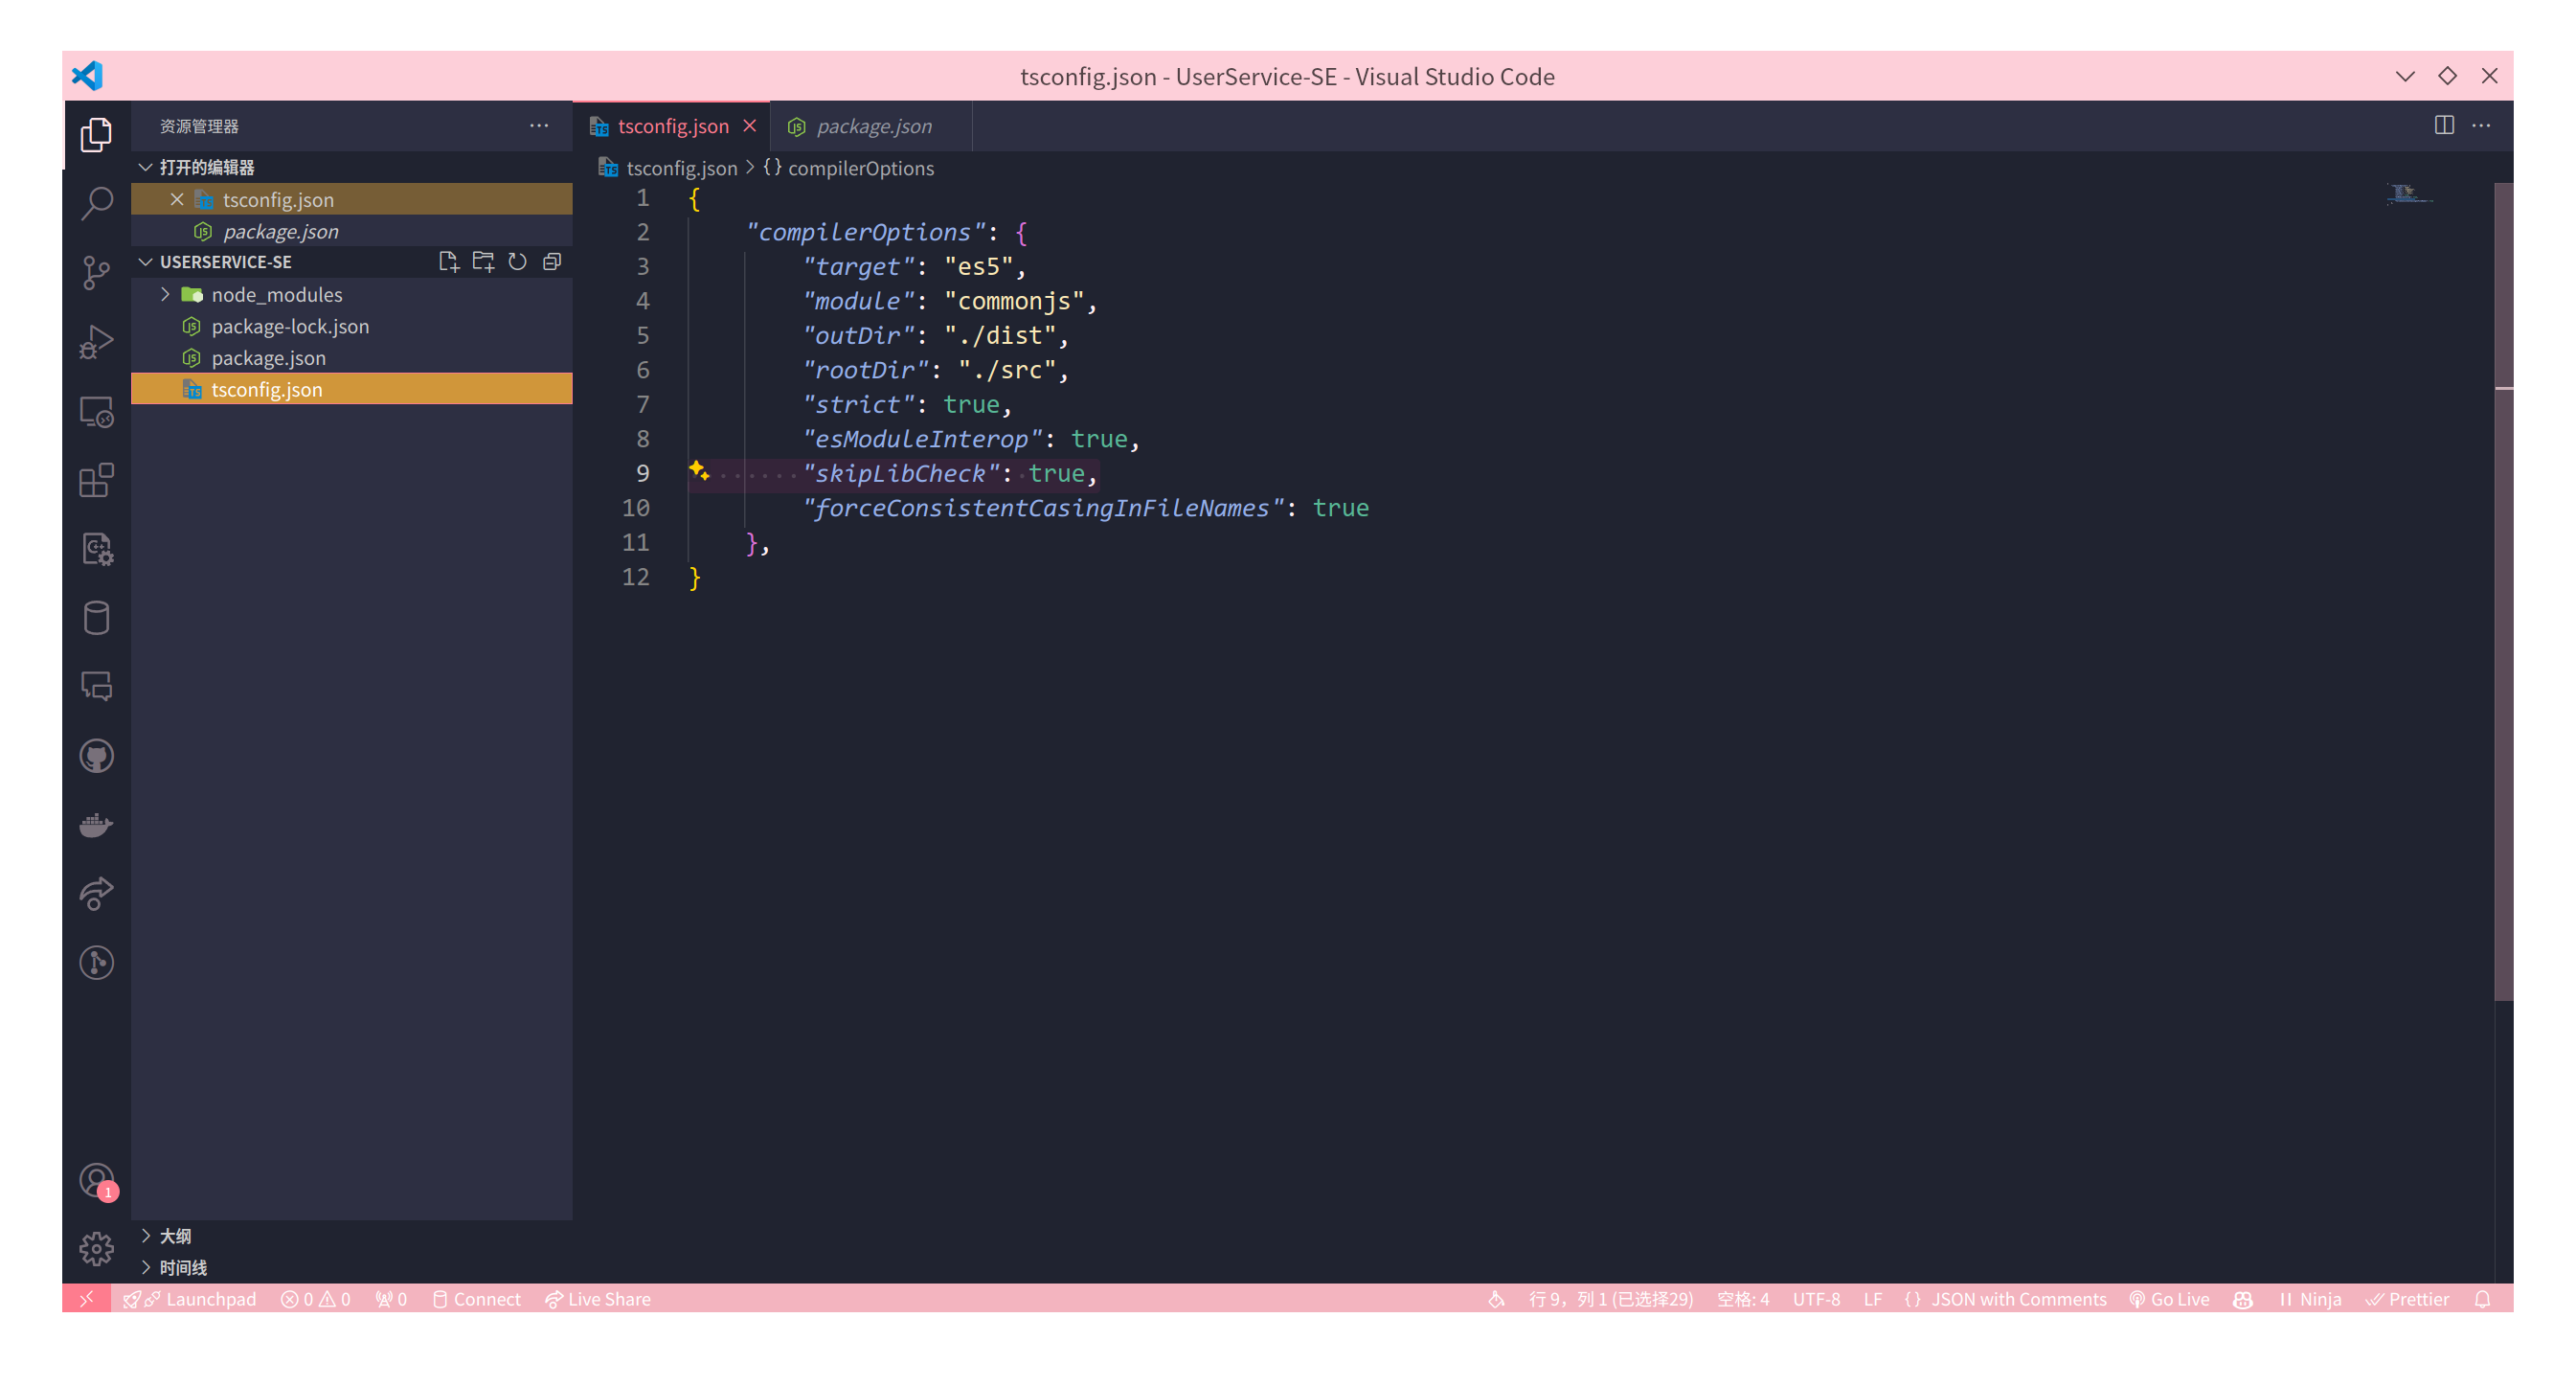 tsconfig.json - UserService-SE - Visual Studio Code
资源管理器
打开的编辑器
tsconfig.json
package.json
USERSERVICE-SE
node_modules
package-lock.json
package.json
tsconfig.json
大纲
时间线
1
tsconfig.json
package.json
tsconfig.json > {} compilerOptions
1 {
2 "compilerOptions": {
3 "target": "es5",
4 "module": "commonjs",
5 "outDir": "./dist",
6 "rootDir": "./src",
7 "strict": true,
8 "esModuleInterop": true,
9 "skipLibCheck": true,
10 "forceConsistentCasingInFileNames": true
11 },
12 }
Launchpad 0 0 0 Connect Live Share 行 9，列 1 (已选择29) 空格: 4 UTF-8 LF {} JSON with Comments Go Live Ninja Prettier